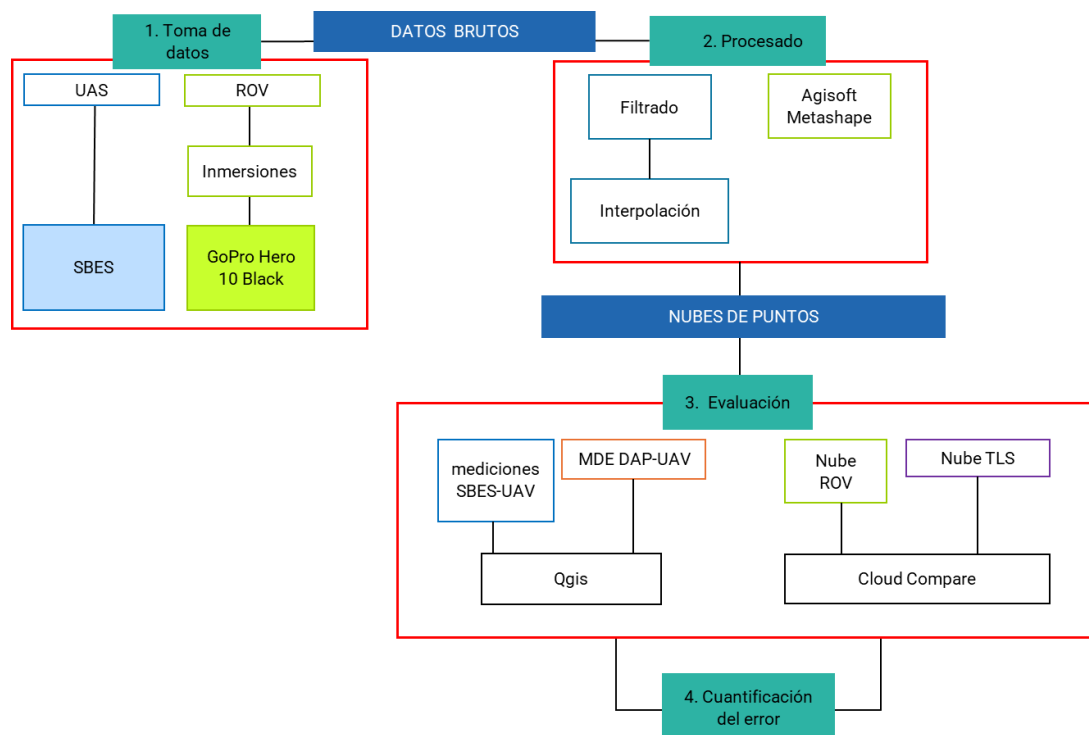 1. Toma de
datos
DATOS BRUTOS
2. Procesado
UAS
ROV
Inmersiones
SBES
GoPro Hero
10 Black
Filtrado
Agisoft
Metashape
Interpolación
NUBES DE PUNTOS
3. Evaluación
mediciones
SBES-UAV
MDE DAP-UAV
Nube
ROV
Nube TLS
Qgis
Cloud Compare
4. Cuantificación
del error